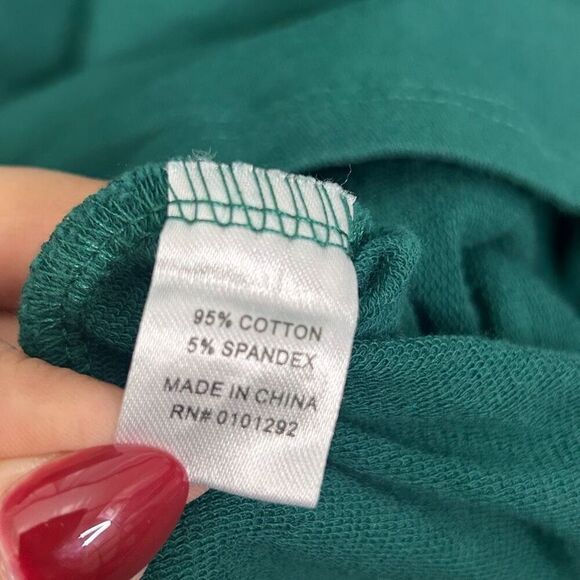 95% COTTON
5% SPANDEX
MADE IN CHINA
RN# 0101292